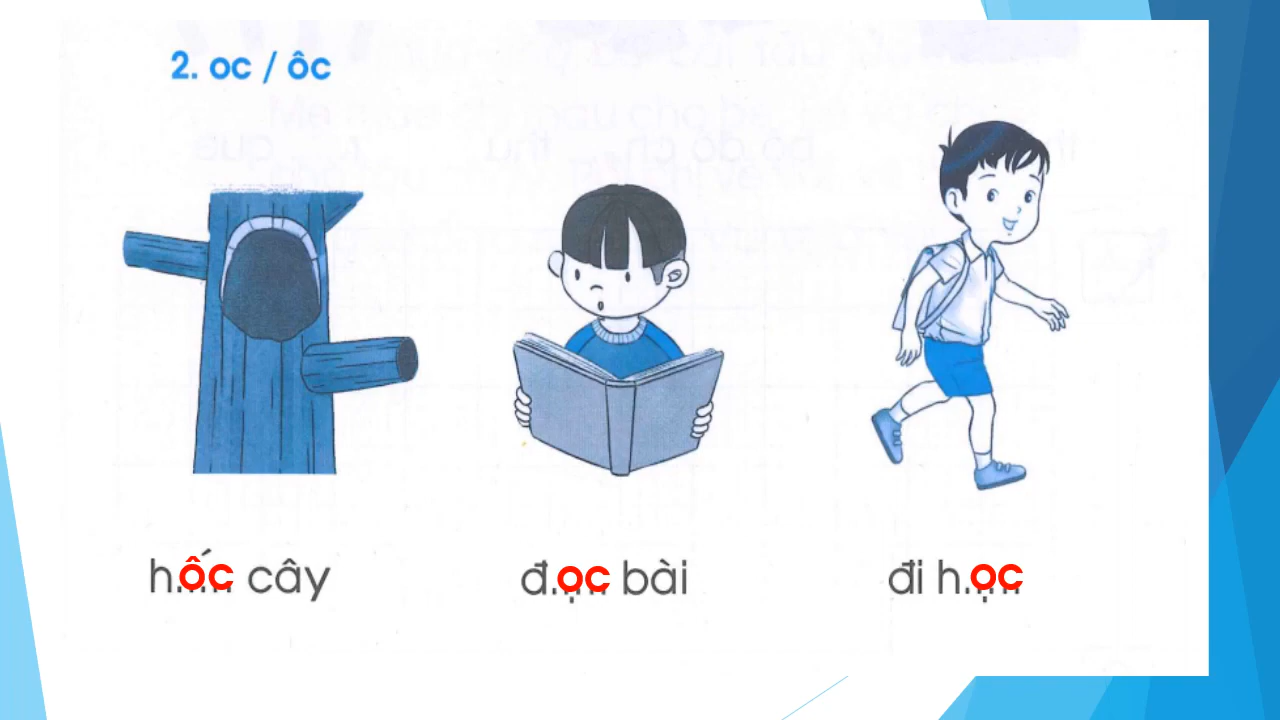 2. oc / ôc
hốc cây
đọc bài
đi học